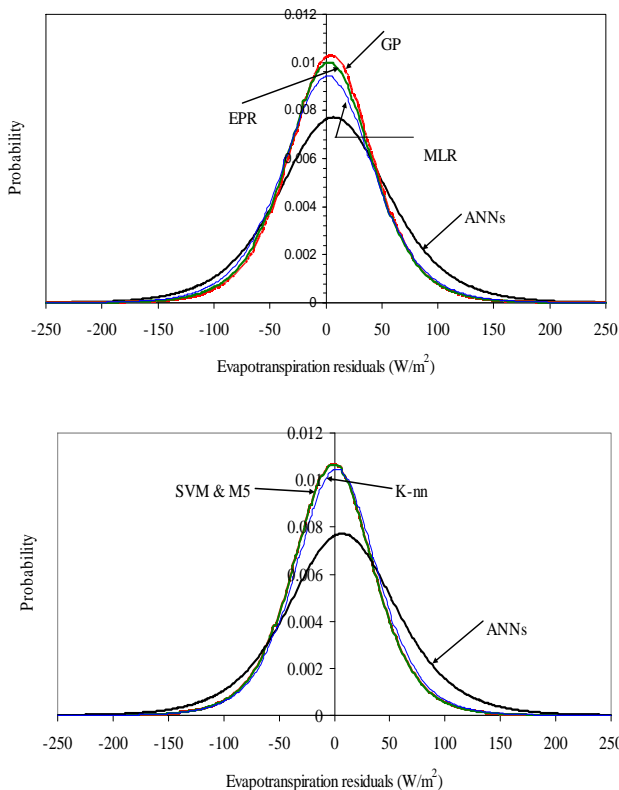 0.012
GP
0.01
0.008
EPR
0.006
MLR
0.004
ANNs
0.002
0
Probability
-250 -200 -150 -100 -50 0 50 100 150 200 250
Evapotranspiration residuals (W/m²)
0.012
SVM & M5
0.01
K-nn
0.008
0.006
0.004
ANNs
0.002
0
Probability
-250 -200 -150 -100 -50 0 50 100 150 200 250
Evapotranspiration residuals (W/m²)